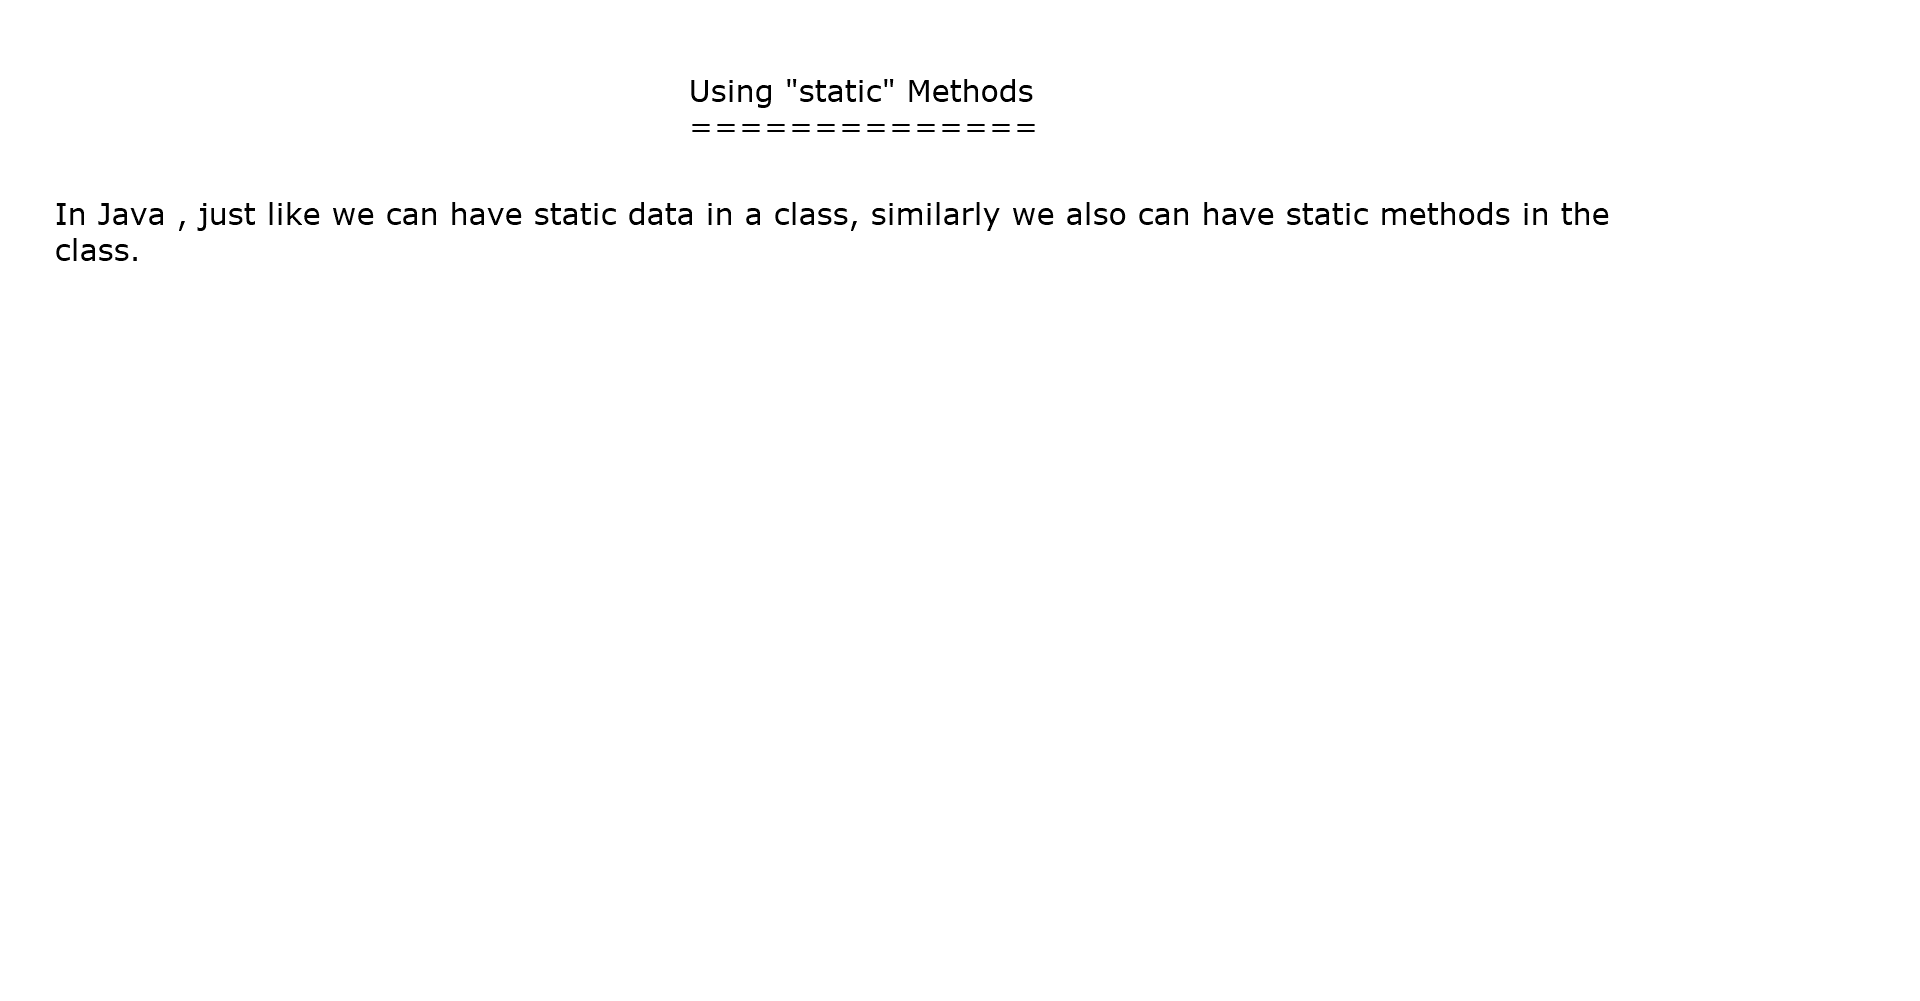 Using "static" Methods
==============
In Java , just like we can have static data in a class, similarly we also can have static methods in the
class.